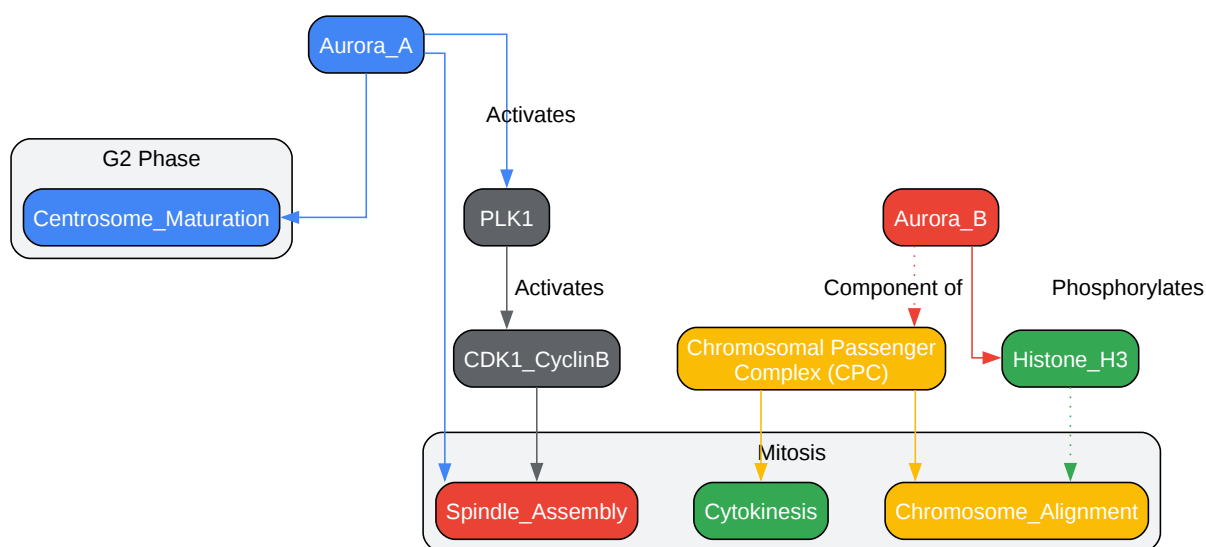 Aurora_A
Activates
G2 Phase
Centrosome_Maturation
PLK1
Aurora_B
Activates
Component of
Phosphorylates
CDK1_CyclinB
Chromosomal Passenger
Complex (CPC)
Histone_H3
Mitosis
Spindle_Assembly
Cytokinesis
Chromosome_Alignment